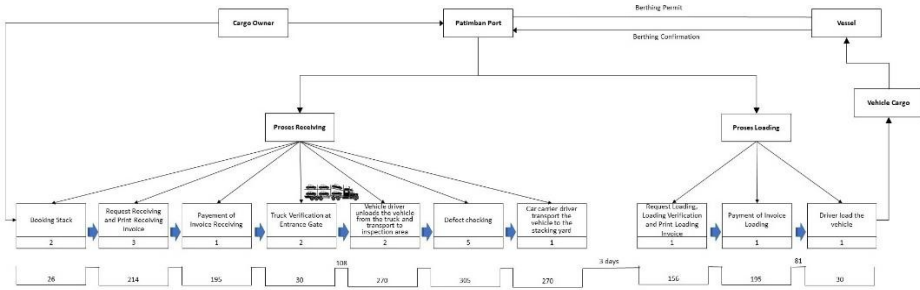 Cargo Owner
Patimban Port
Berthing Permit
Vessel
Berthing Confirmation
Vehicle Cargo
Proses Receiving
Proses Loading
Booking Stack
2
Request Receiving
and Print Receiving
Invoice
3
Payement of
Invoice Receiving
1
Truck Verification at
Entrance Gate
2
Vehicle driver
unloads the vehicle
from the truck and
transport to
inspection area
2
Defect checking
5
Car carrier driver
transport the
vehicle to the
stacking yard
1
Request Loading,
Loading Verification
and Print Loading
Invoice
1
Payment of Invoice
Loading
1
Driver load the
vehicle
1
26
214
195
30
108
270
305
270
3 days
156
195
81
30